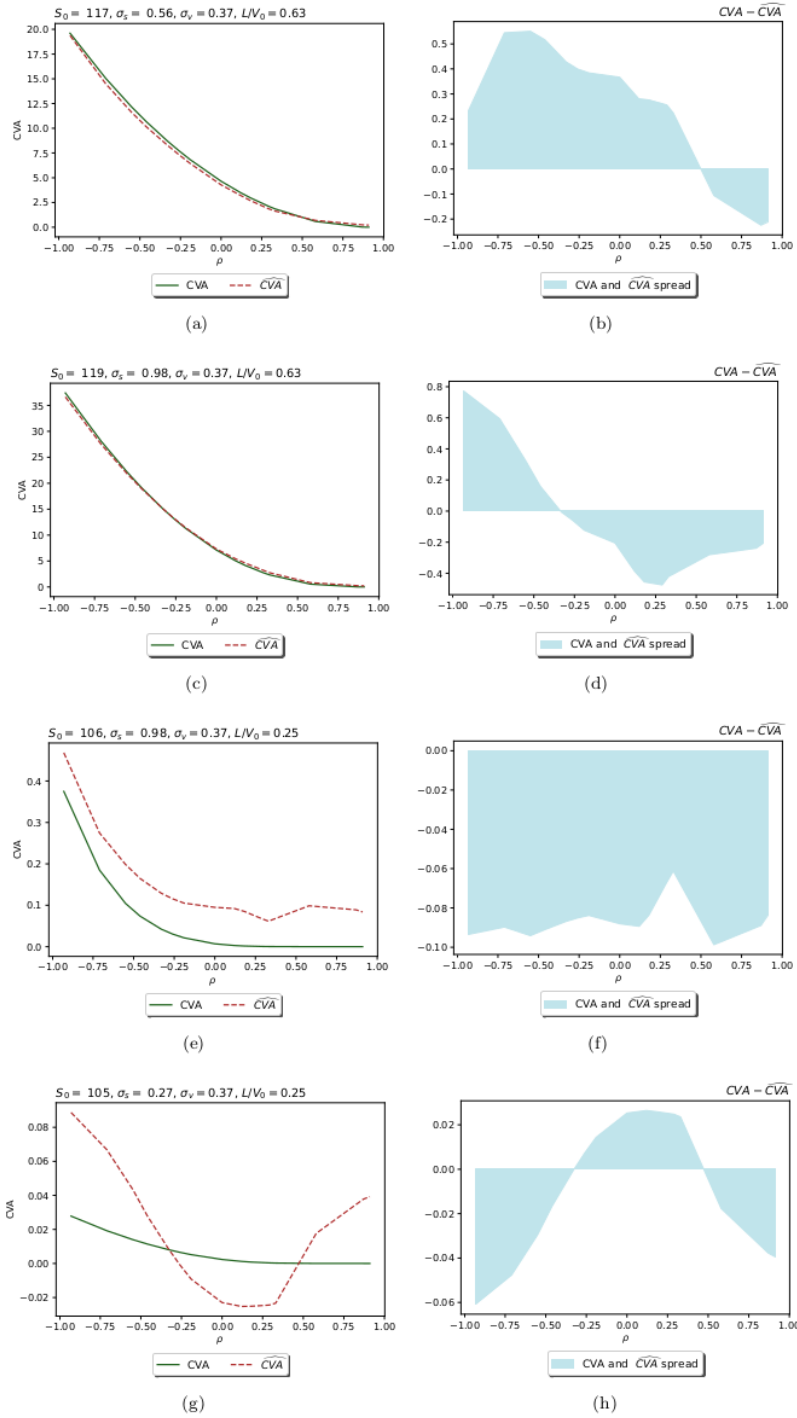 S₀ = 117, σₛ = 0.56, σᵥ = 0.37, L/V₀ = 0.63
20.0
17.5
15.0
12.5
10.0
7.5
5.0
2.5
0.0
CVA
−1.00 −0.75 −0.50 −0.25 0.00 0.25 0.50 0.75 1.00
ρ
CVA CVA
(a)
CVA − CVA
0.5
0.4
0.3
0.2
0.1
0.0
−0.1
−0.2
−1.00 −0.75 −0.50 −0.25 0.00 0.25 0.50 0.75 1.00
ρ
CVA and CVA spread
(b)
S₀ = 119, σₛ = 0.98, σᵥ = 0.37, L/V₀ = 0.63
35
30
25
20
15
10
5
0
CVA
−1.00 −0.75 −0.50 −0.25 0.00 0.25 0.50 0.75 1.00
ρ
CVA CVA
(c)
CVA − CVA
0.8
0.6
0.4
0.2
0.0
−0.2
−0.4
−1.00 −0.75 −0.50 −0.25 0.00 0.25 0.50 0.75 1.00
ρ
CVA and CVA spread
(d)
S₀ = 106, σₛ = 0.98, σᵥ = 0.37, L/V₀ = 0.25
0.4
0.3
0.2
0.1
0.0
CVA
−1.00 −0.75 −0.50 −0.25 0.00 0.25 0.50 0.75 1.00
ρ
CVA CVA
(e)
CVA − CVA
0.00
−0.02
−0.04
−0.06
−0.08
−0.10
−1.00 −0.75 −0.50 −0.25 0.00 0.25 0.50 0.75 1.00
ρ
CVA and CVA spread
(f)
S₀ = 105, σₛ = 0.27, σᵥ = 0.37, L/V₀ = 0.25
0.08
0.06
0.04
0.02
0.00
−0.02
CVA
−1.00 −0.75 −0.50 −0.25 0.00 0.25 0.50 0.75 1.00
ρ
CVA CVA
(g)
CVA − CVA
0.02
0.00
−0.02
−0.04
−0.06
−1.00 −0.75 −0.50 −0.25 0.00 0.25 0.50 0.75 1.00
ρ
CVA and CVA spread
(h)